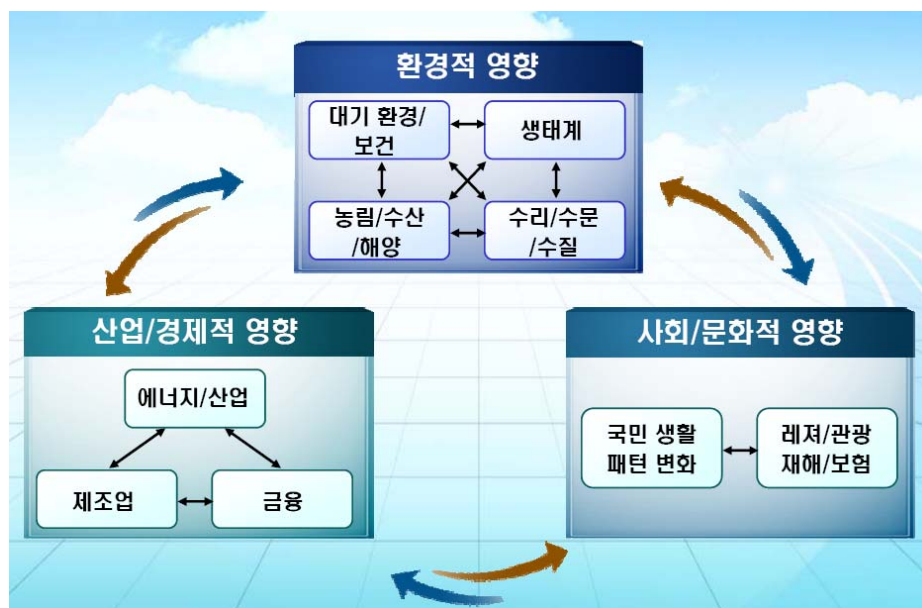 환경적 영향
대기 환경/
보건
생태계
농림/수산
/해양
수리/수문
/수질
산업/경제적 영향
에너지/산업
제조업
금융
사회/문화적 영향
국민 생활
패턴 변화
레져/관광
재해/보험